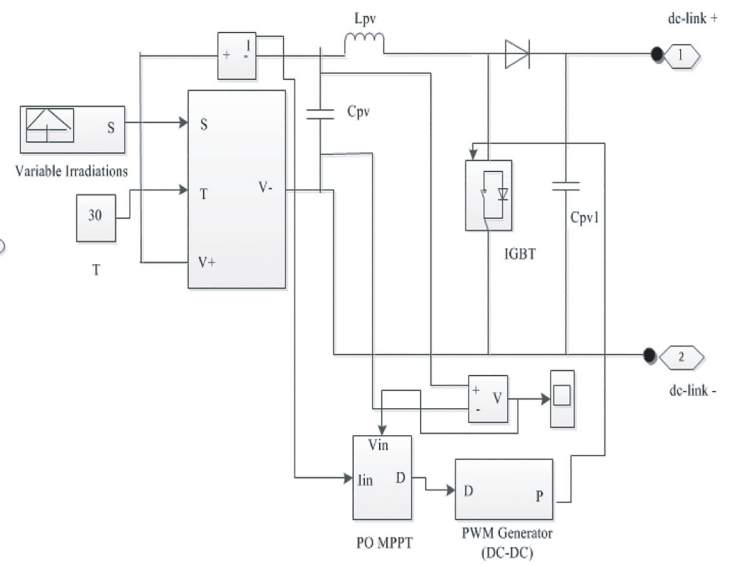 Lpv
dc-link +
+ I
-
1
Cpv
S
S
Variable Irradiations
T
V-
30
Cpv1
IGBT
T
V+
2
dc-link -
+
V
-
Vin
Iin
D
D
P
PO MPPT
PWM Generator
(DC-DC)